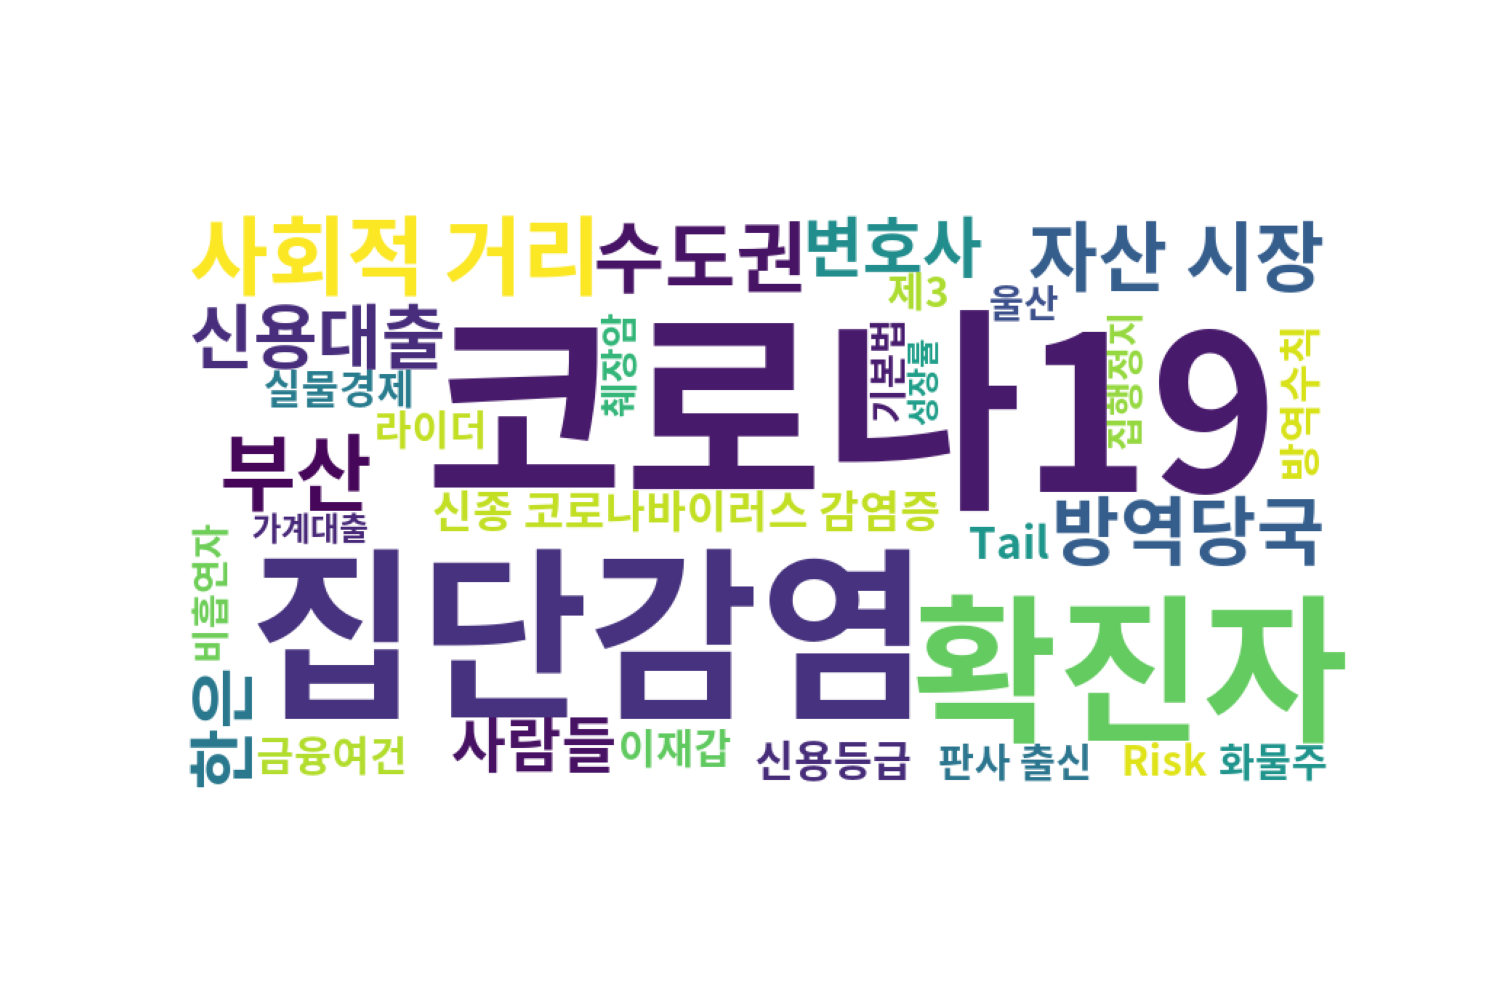 사회적 거리
수도권
변호사
자산 시장
제3
울산
신용대출
코로나19
췌장암
기본법
성장률
집행정지
방역수칙
실물경제
라이더
부산
신종 코로나바이러스 감염증
가계대출
Tail
방역당국
비흡연자
집단감염
확진자
한은
금융여건
사람들
이재갑
신용등급
판사 출신
Risk
화물주